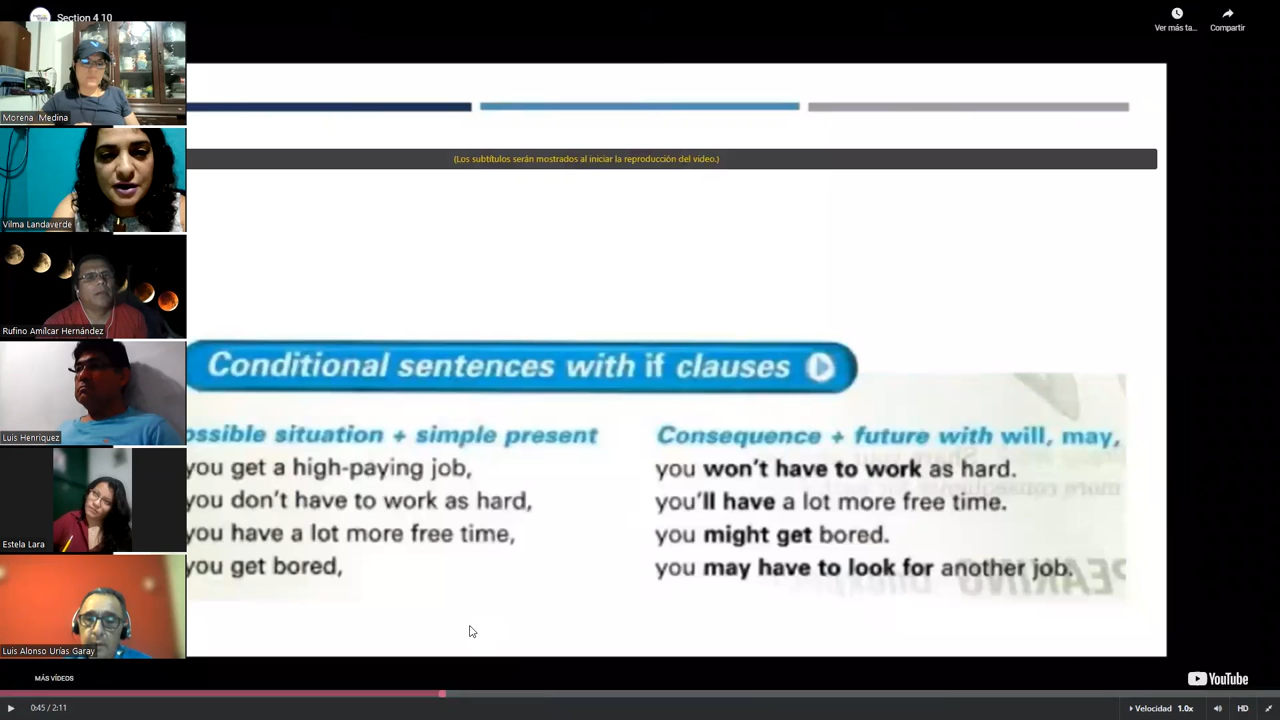 Section 4 10
Ver más ta...
Compartir
Morena Medina
(Los subtítulos serán mostrados al iniciar la reproducción del video.)
Vilma Landaverde
Rufino Amílcar Hernández
Conditional sentences with if clauses
ossible situation + simple present
Consequence + future with will, may,
you get a high-paying job,
you won't have to work as hard.
you don't have to work as hard,
you'll have a lot more free time.
you have a lot more free time,
you might get bored.
you get bored,
you may have to look for another job.
Luis Henriquez
Estela Lara
Luis Alonso Urías Garay
MÁS VÍDEOS
YouTube
0:45 / 2:11
Velocidad 1.0x
HD